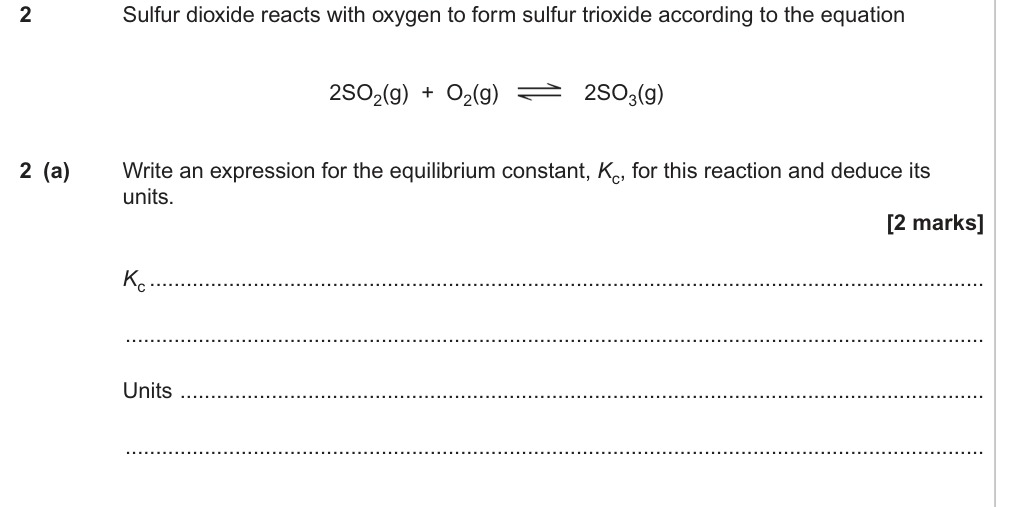 2 Sulfur dioxide reacts with oxygen to form sulfur trioxide according to the equation
2SO₂(g) + O₂(g) ⇌ 2SO₃(g)
2 (a) Write an expression for the equilibrium constant, Kc, for this reaction and deduce its
units.
[2 marks]
Kc ....................................................................................................
....................................................................................................
Units ....................................................................................................
....................................................................................................